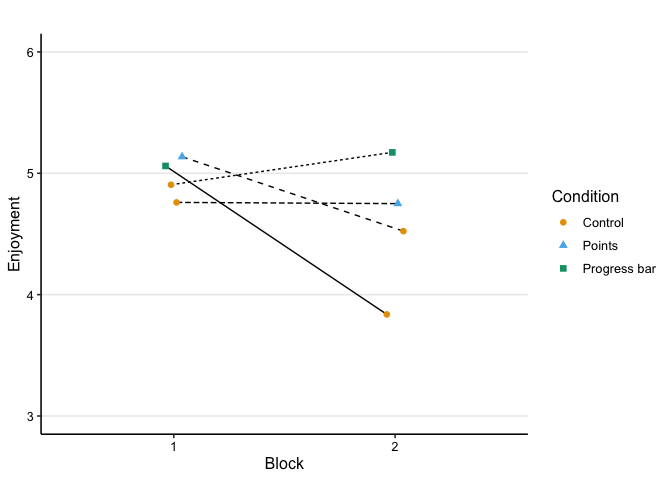 6
5
4
3
Enjoyment
1
2
Block
Condition
Control
Points
Progress bar